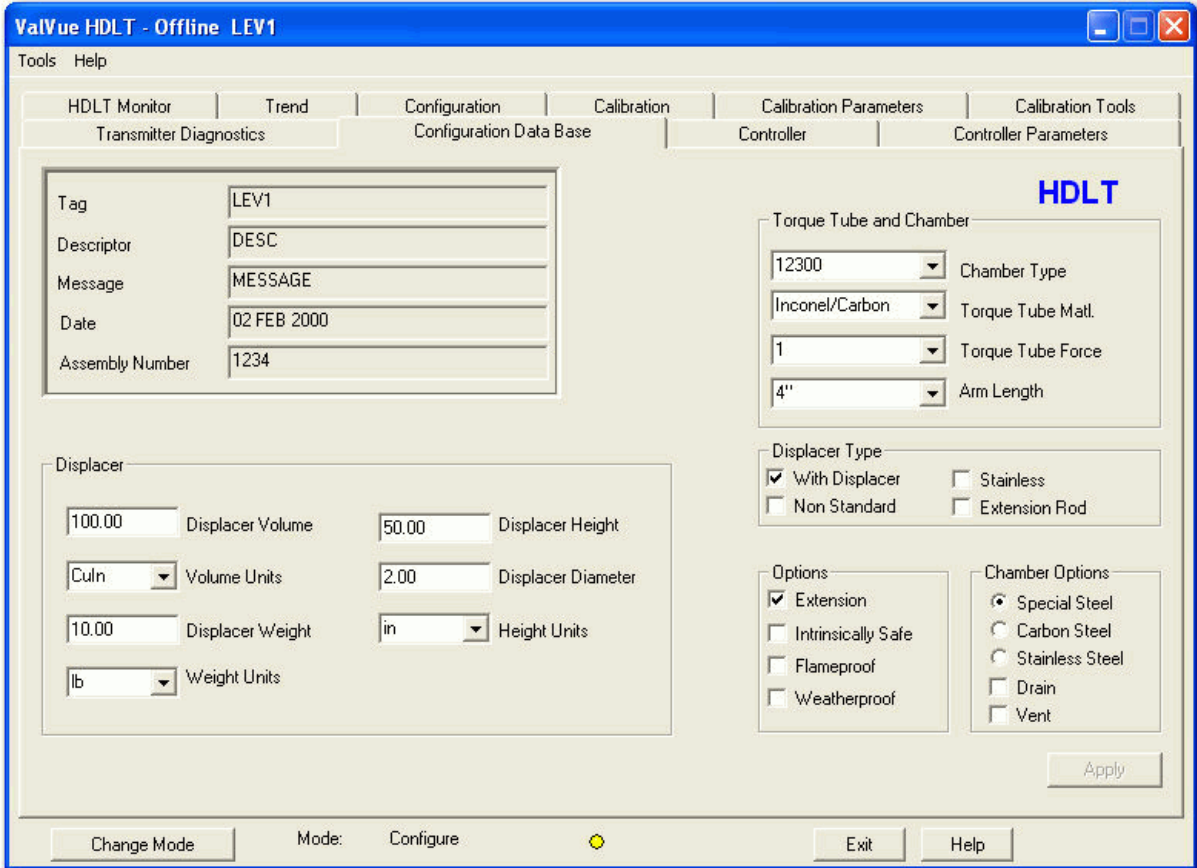 ValVue HDLT - Offline LEV1
Tools Help
HDLT Monitor Trend Configuration Calibration Calibration Parameters Calibration Tools
Transmitter Diagnostics Configuration Data Base Controller Controller Parameters
Tag LEV1
Descriptor DESC
Message MESSAGE
Date 02 FEB 2000
Assembly Number 1234
HDLT
Torque Tube and Chamber
12300 Chamber Type
Inconel/Carbon Torque Tube Matl.
1 Torque Tube Force
4" Arm Length
Displacer
100.00 Displacer Volume 50.00 Displacer Height
CuIn Volume Units 2.00 Displacer Diameter
10.00 Displacer Weight in Height Units
lb Weight Units
Displacer Type
With Displacer Stainless
Non Standard Extension Rod
Options
Extension
Intrinsically Safe
Flameproof
Weatherproof
Chamber Options
Special Steel
Carbon Steel
Stainless Steel
Drain
Vent
Apply
Change Mode Mode: Configure Exit Help